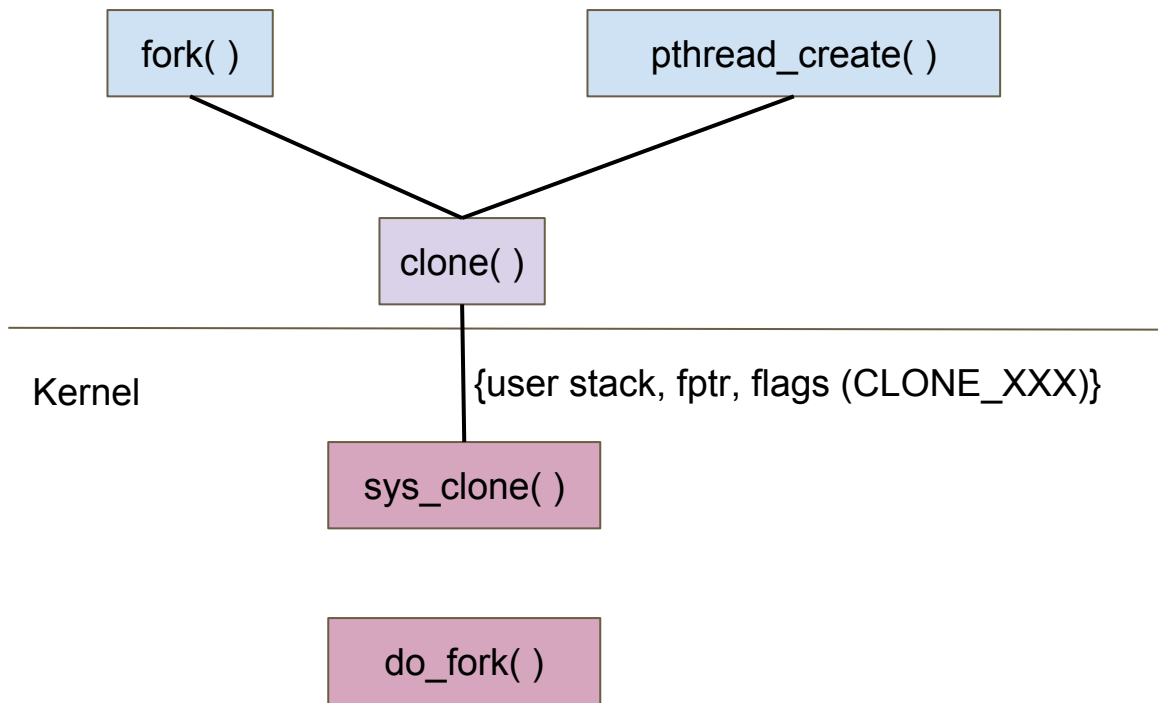 fork( )
pthread_create( )
clone( )
Kernel
{user stack, fptr, flags (CLONE_XXX)}
sys_clone( )
do_fork( )